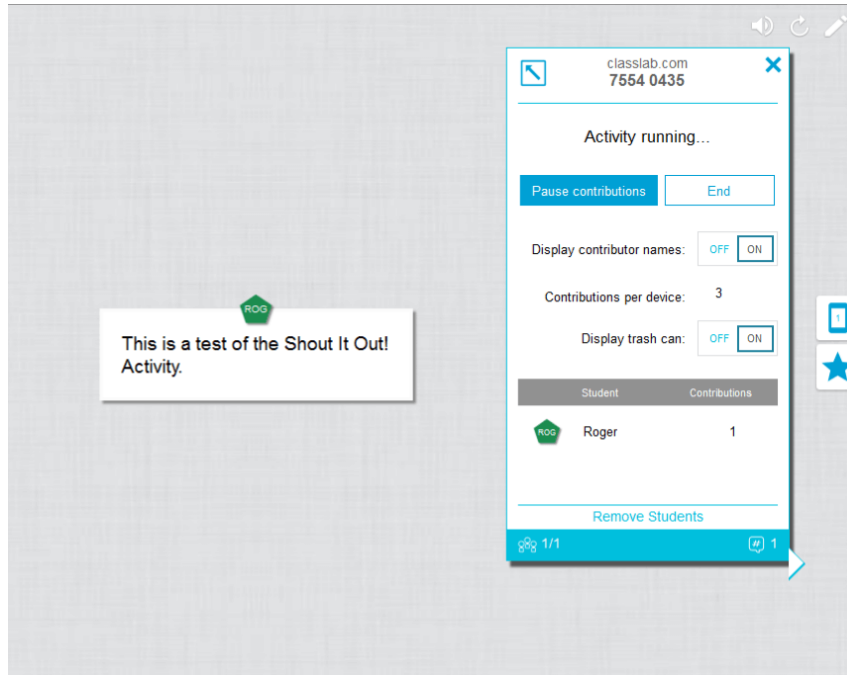 classlab.com
7554 0435
Activity running...
Pause contributions
End
Display contributor names:
OFF
ON
Contributions per device:
3
Display trash can:
OFF
ON
Student
Contributions
ROG
Roger
1
Remove Students
1/1
# 1
ROG
This is a test of the Shout It Out!
Activity.
1